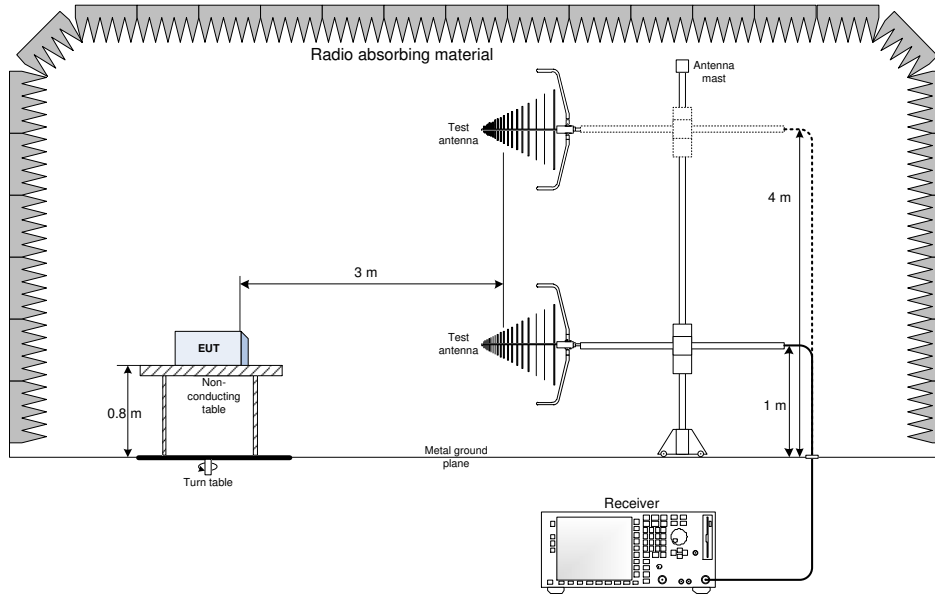 Radio absorbing material
Antenna
mast
Test
antenna
4 m
3 m
Test
antenna
EUT
Non-
conducting
table
0.8 m
1 m
Metal ground
plane
Turn table
Receiver